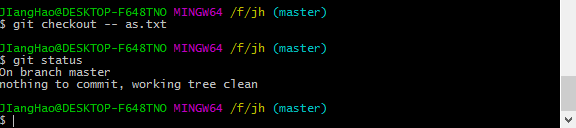 JIangHao@DESKTOP-F648TNO MINGW64 /f/jh (master)
$ git checkout -- as.txt
JIangHao@DESKTOP-F648TNO MINGW64 /f/jh (master)
$ git status
On branch master
nothing to commit, working tree clean
JIangHao@DESKTOP-F648TNO MINGW64 /f/jh (master)
$